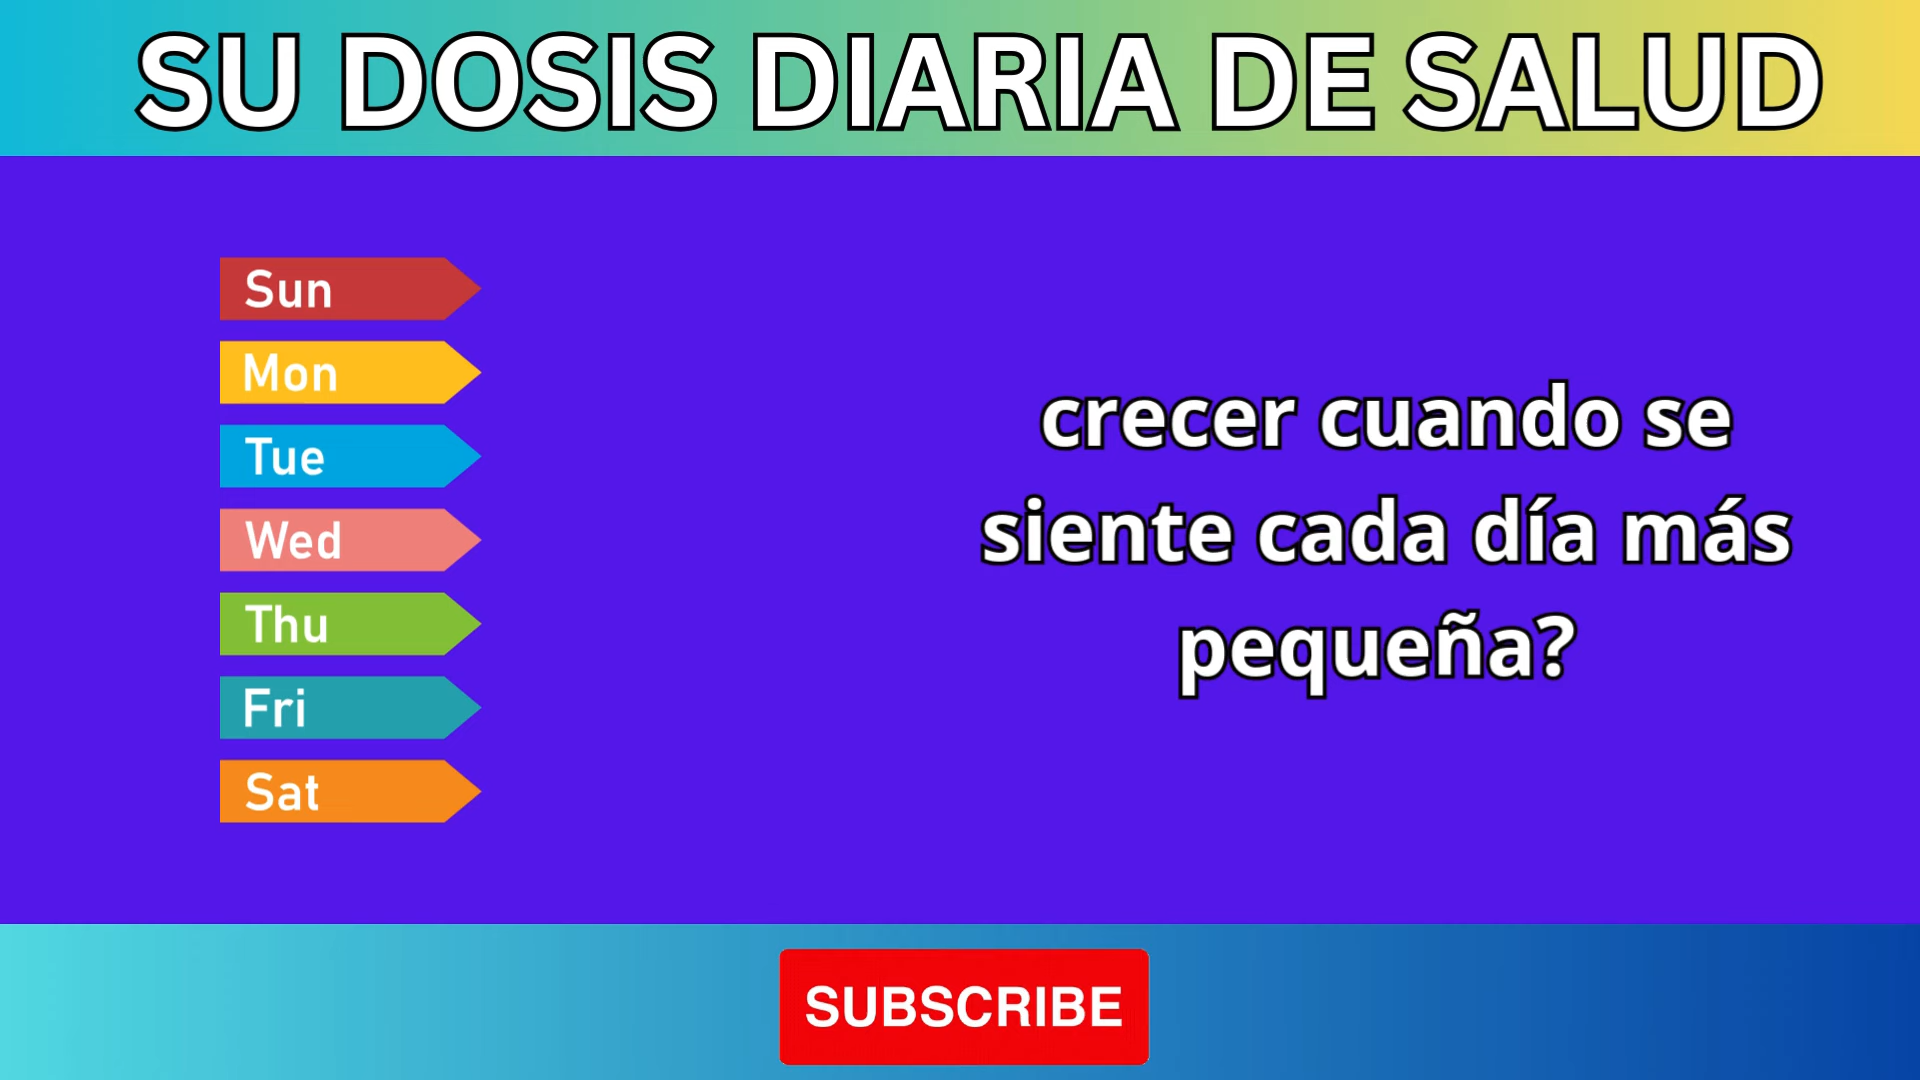 SU DOSIS DIARIA DE SALUD
Sun
Mon
Tue
Wed
Thu
Fri
Sat
crecer cuando se
siente cada día más
pequeña?
SUBSCRIBE